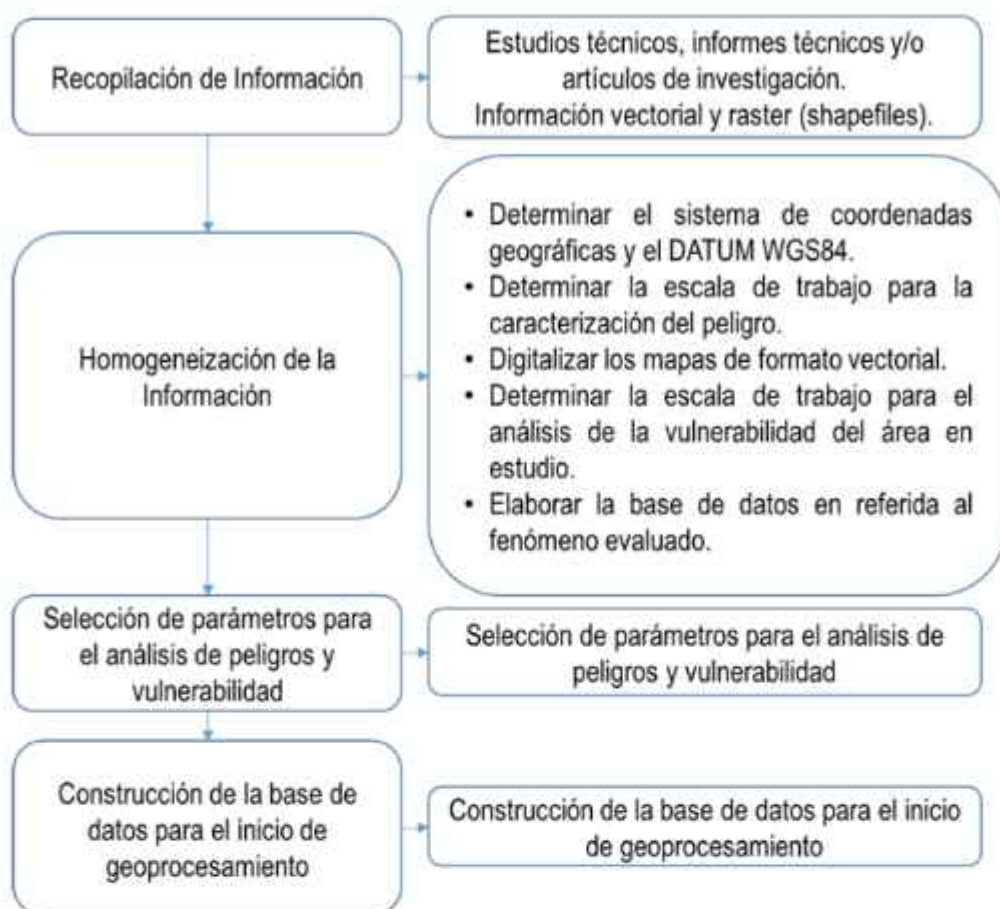 Recopilación de Información
Estudios técnicos, informes técnicos y/o
artículos de investigación.
Información vectorial y raster (shapefiles).
Homogeneización de la
Información
• Determinar el sistema de coordenadas
geográficas y el DATUM WGS84.
• Determinar la escala de trabajo para la
caracterización del peligro.
• Digitalizar los mapas de formato vectorial.
• Determinar la escala de trabajo para el
análisis de la vulnerabilidad del área en
estudio.
• Elaborar la base de datos en referida al
fenómeno evaluado.
Selección de parámetros para
el análisis de peligros y
vulnerabilidad
Selección de parámetros para el análisis de
peligros y vulnerabilidad
Construcción de la base de
datos para el inicio de
geoprocesamiento
Construcción de la base de datos para el inicio
de geoprocesamiento